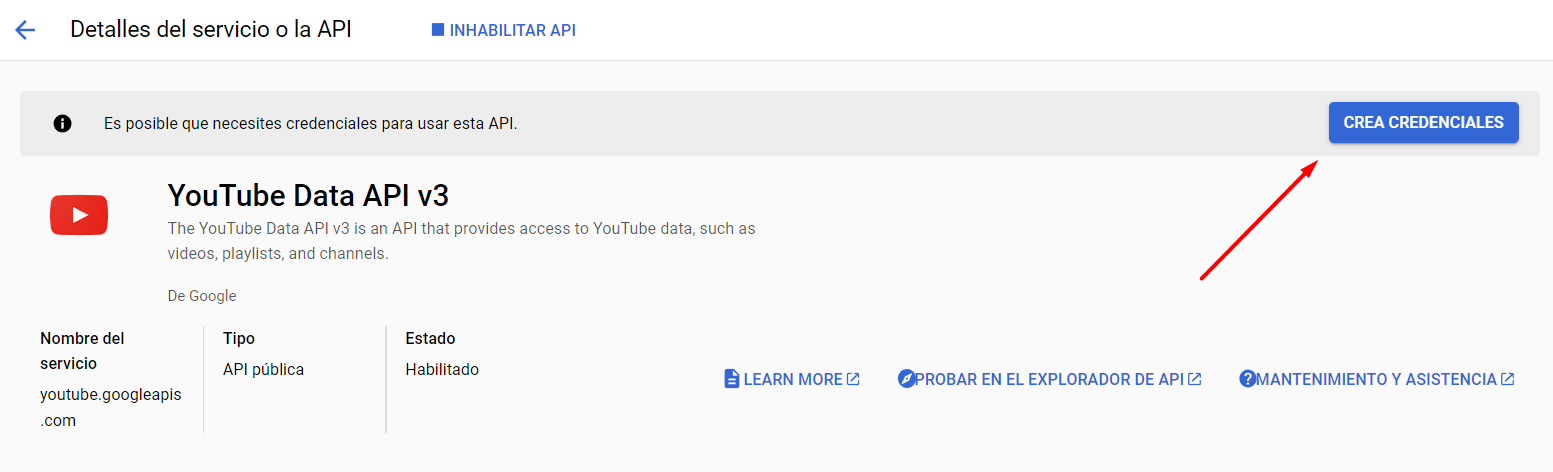 Detalles del servicio o la API
INHABILITAR API
Es posible que necesites credenciales para usar esta API.
CREA CREDENCIALES
YouTube Data API v3
The YouTube Data API v3 is an API that provides access to YouTube data, such as
videos, playlists, and channels.
De Google
Nombre del
servicio
youtube.googleapis
.com
Tipo
API pública
Estado
Habilitado
LEARN MORE
PROBAR EN EL EXPLORADOR DE API
MANTENIMIENTO Y ASISTENCIA